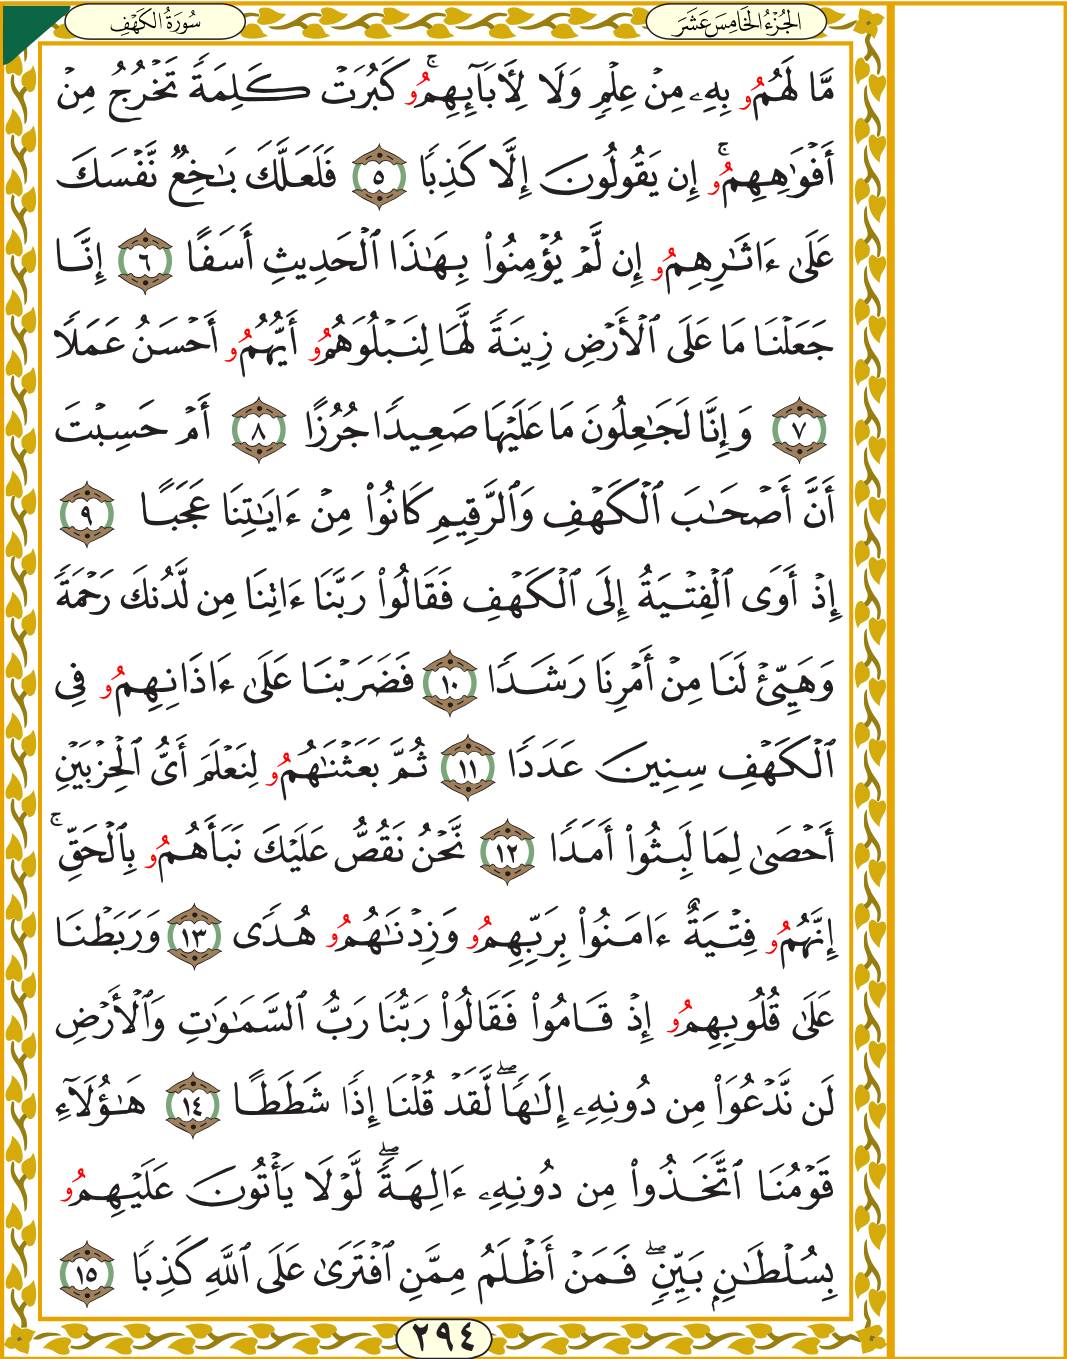 الجُزْءُ الخَامِسَ عَشَرَ
سُورَةُ الكَهْفِ
مَّا لَهُمُۥ بِهِۦ مِنْ عِلْمٍ وَلَا لِأَبَآئِهِمُۥۚ كَبُرَتْ كَلِمَةً تَخْرُجُ مِنْ
أَفْوَٰهِهِمُۥۚ إِن يَقُولُونَ إِلَّا كَذِبًا ٥ فَلَعَلَّكَ بَـٰخِعٌ نَّفْسَكَ
عَلَىٰ ءَاثَـٰرِهِمُۥ إِن لَّمْ يُؤْمِنُوا۟ بِهَـٰذَا ٱلْحَدِيثِ أَسَفًا ٦ إِنَّا
جَعَلْنَا مَا عَلَى ٱلْأَرْضِ زِينَةً لَّهَا لِنَبْلُوَهُمُۥ أَيُّهُمُۥ أَحْسَنُ عَمَلًا
٧ وَإِنَّا لَجَـٰعِلُونَ مَا عَلَيْهَا صَعِيدًا جُرُزًا ٨ أَمْ حَسِبْتَ
أَنَّ أَصْحَـٰبَ ٱلْكَهْفِ وَٱلرَّقِيمِ كَانُوا۟ مِنْ ءَايَـٰتِنَا عَجَبًا ٩
إِذْ أَوَى ٱلْفِتْيَةُ إِلَى ٱلْكَهْفِ فَقَالُوا۟ رَبَّنَا ءَاتِنَا مِن لَّدُنكَ رَحْمَةً
وَهَيِّئْ لَنَا مِنْ أَمْرِنَا رَشَدًا ١٠ فَضَرَبْنَا عَلَىٰ ءَاذَانِهِمُۥ فِى
ٱلْكَهْفِ سِنِينَ عَدَدًا ١١ ثُمَّ بَعَثْنَـٰهُمُۥ لِنَعْلَمَ أَىُّ ٱلْحِزْبَيْنِ
أَحْصَىٰ لِمَا لَبِثُوا۟ أَمَدًا ١٢ نَّحْنُ نَقُصُّ عَلَيْكَ نَبَأَهُمُۥ بِٱلْحَقِّۚ
إِنَّهُمُۥ فِتْيَةٌ ءَامَنُوا۟ بِرَبِّهِمُۥ وَزِدْنَـٰهُمُۥ هُدًى ١٣ وَرَبَطْنَا
عَلَىٰ قُلُوبِهِمُۥ إِذْ قَامُوا۟ فَقَالُوا۟ رَبُّنَا رَبُّ ٱلسَّمَـٰوَٰتِ وَٱلْأَرْضِ
لَن نَّدْعُوَا۟ مِن دُونِهِۦ إِلَـٰهًاۖ لَّقَدْ قُلْنَا إِذًا شَطَطًا ١٤ هَـٰؤُلَآءِ
قَوْمُنَا ٱتَّخَذُوا۟ مِن دُونِهِۦ ءَالِهَةًۖ لَّوْلَا يَأْتُونَ عَلَيْهِمُۥ
بِسُلْطَـٰنٍ بَيِّنٍۖ فَمَنْ أَظْلَمُ مِمَّنِ ٱفْتَرَىٰ عَلَى ٱللَّهِ كَذِبًا ١٥
٢٩٤